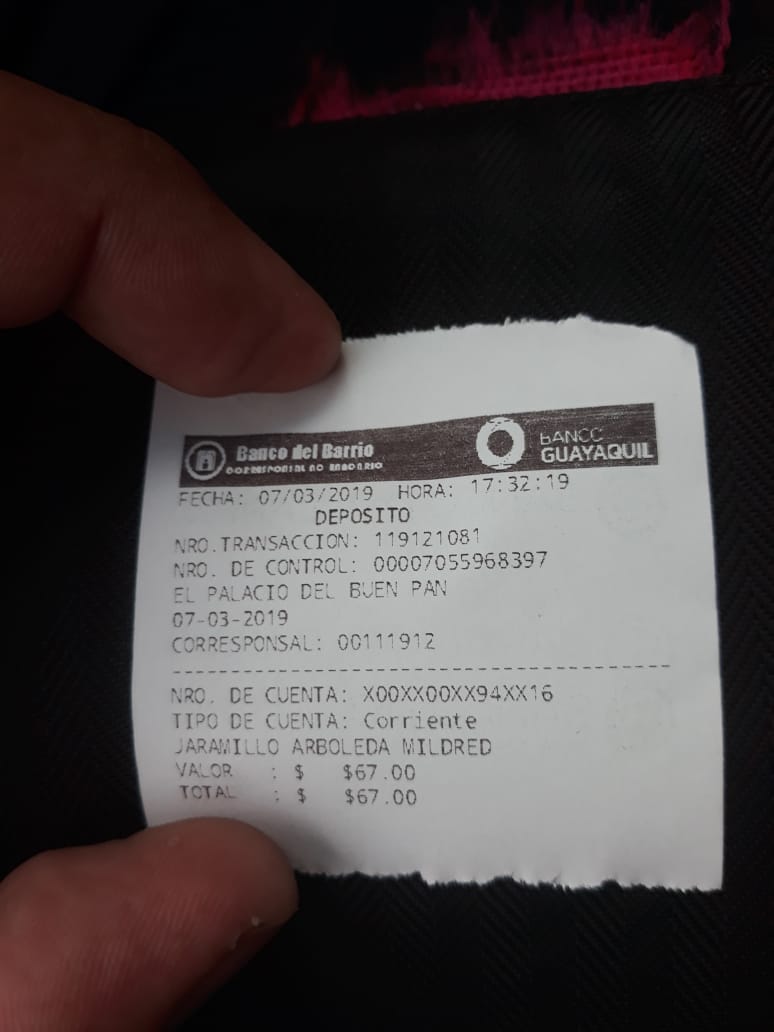 Banco del Barrio
CORRESPONSAL NO BANCARIO
BANCO
GUAYAQUIL
FECHA: 07/03/2019 HORA: 17:32:19
DEPOSITO
NRO.TRANSACCION: 119121081
NRO. DE CONTROL: 00007055968397
EL PALACIO DEL BUEN PAN
07-03-2019
CORRESPONSAL: 00111912
NRO. DE CUENTA: X00XX00XX94XX16
TIPO DE CUENTA: Corriente
JARAMILLO ARBOLEDA MILDRED
VALOR : $ $67.00
TOTAL : $ $67.00